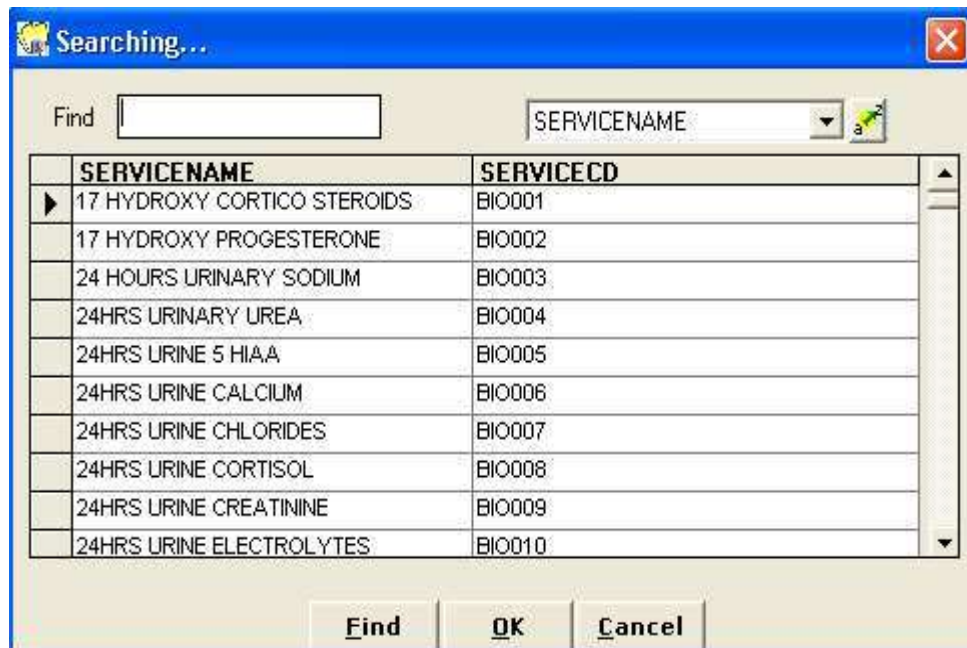 Searching...
Find SERVICENAME
SERVICENAME SERVICECD
17 HYDROXY CORTICO STEROIDS BIO001
17 HYDROXY PROGESTERONE BIO002
24 HOURS URINARY SODIUM BIO003
24HRS URINARY UREA BIO004
24HRS URINE 5 HIAA BIO005
24HRS URINE CALCIUM BIO006
24HRS URINE CHLORIDES BIO007
24HRS URINE CORTISOL BIO008
24HRS URINE CREATININE BIO009
24HRS URINE ELECTROLYTES BIO010
Find OK Cancel